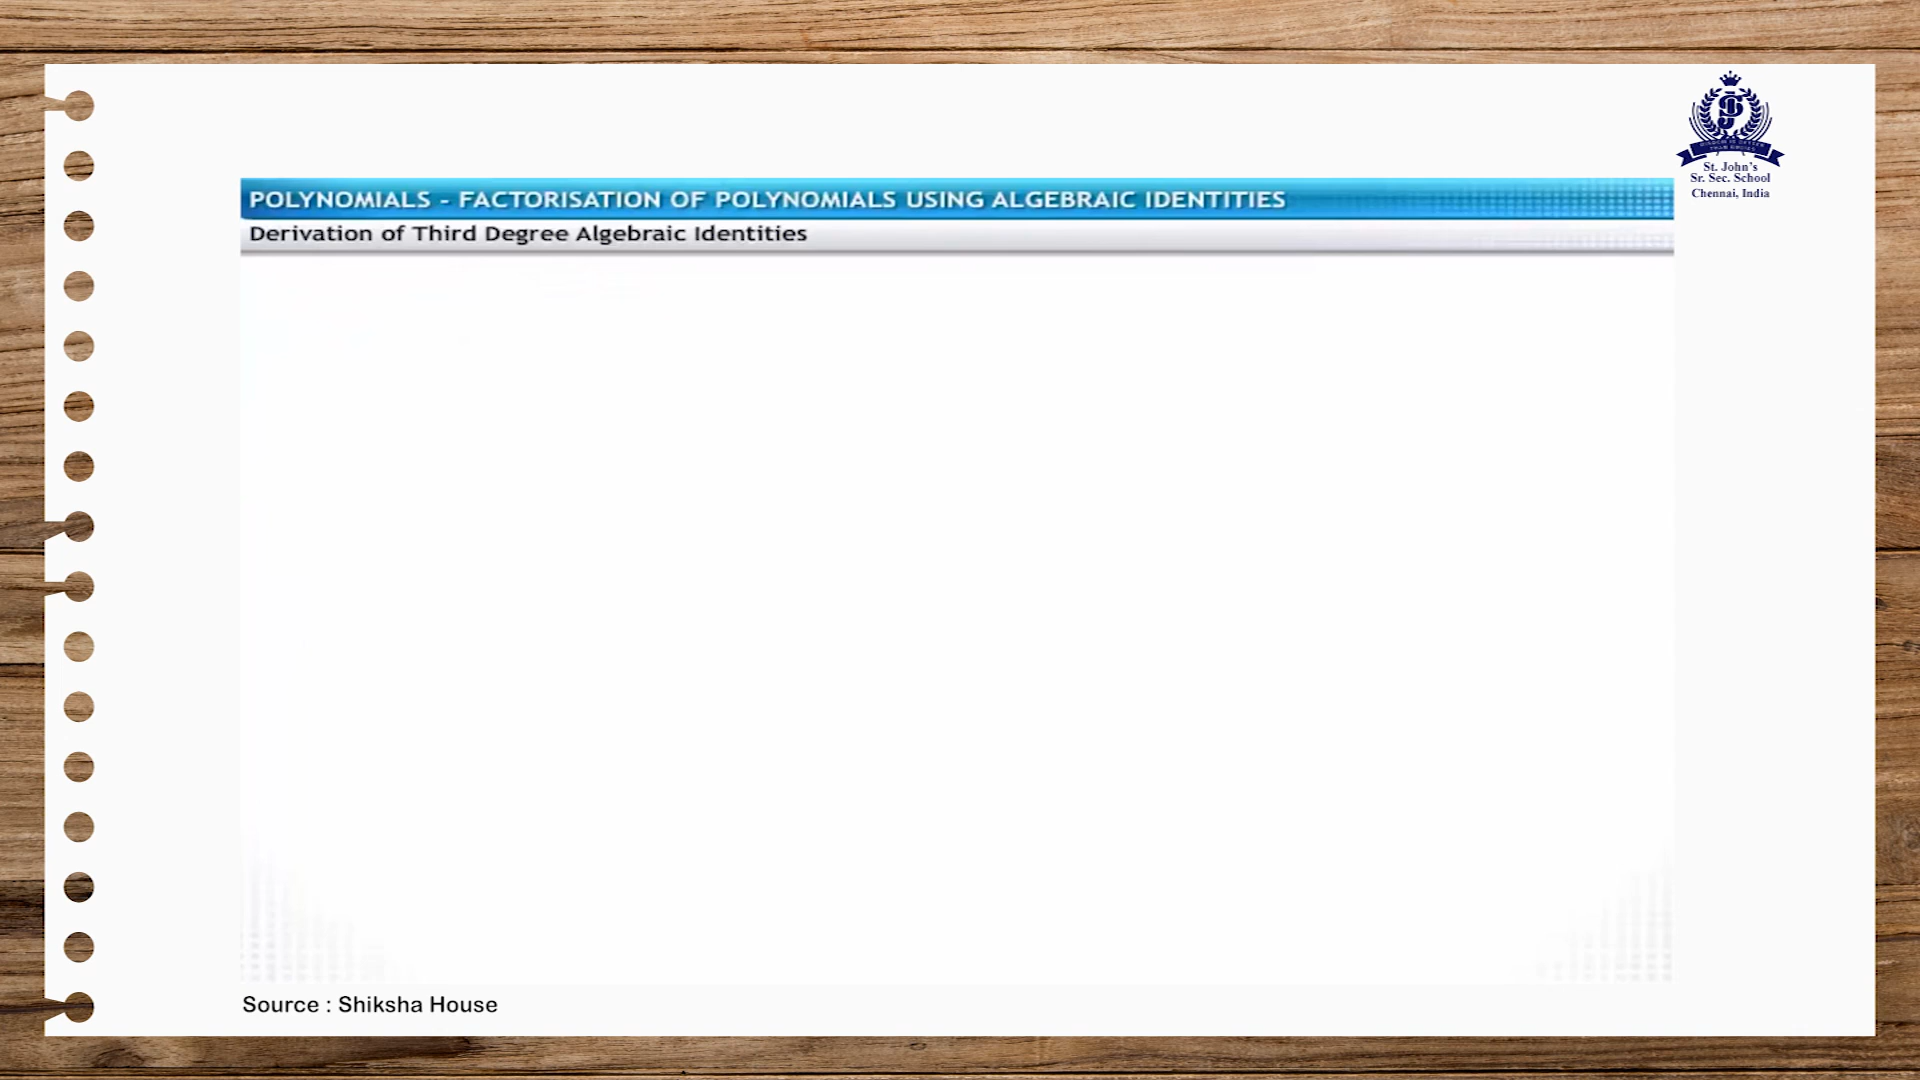 St. John's
Sr. Sec. School
Chennai, India
POLYNOMIALS - FACTORISATION OF POLYNOMIALS USING ALGEBRAIC IDENTITIES
Derivation of Third Degree Algebraic Identities
Source : Shiksha House